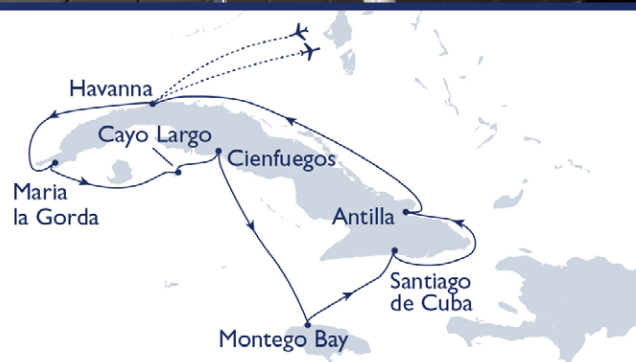 Havanna
Cayo Largo
Cienfuegos
Maria
la Gorda
Antilla
Santiago
de Cuba
Montego Bay